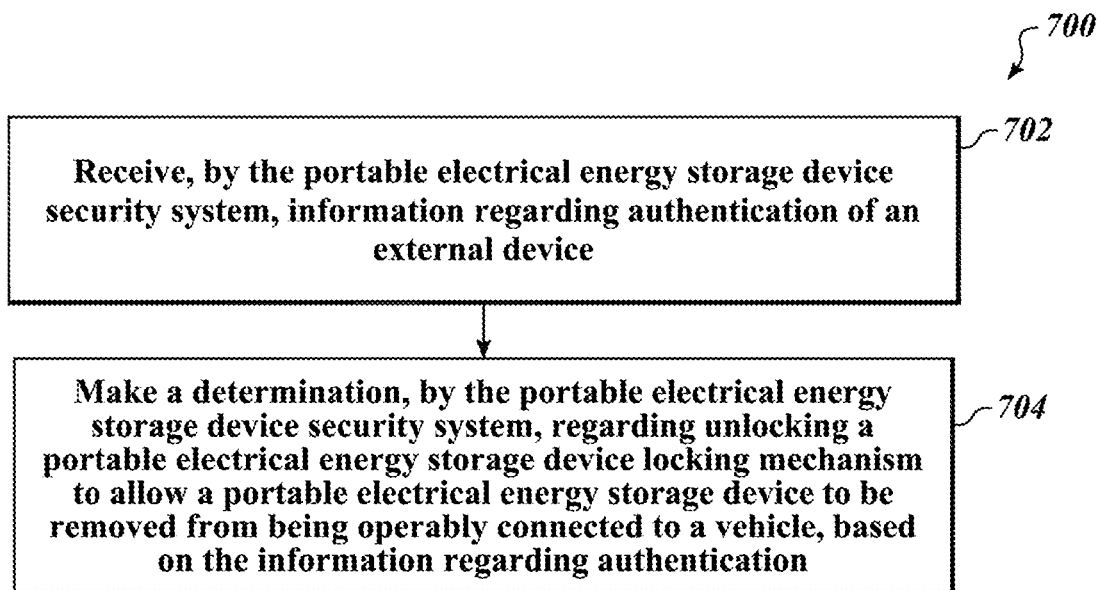 700
702
Receive, by the portable electrical energy storage device
security system, information regarding authentication of an
external device
704
Make a determination, by the portable electrical energy
storage device security system, regarding unlocking a
portable electrical energy storage device locking mechanism
to allow a portable electrical energy storage device to be
removed from being operably connected to a vehicle, based
on the information regarding authentication